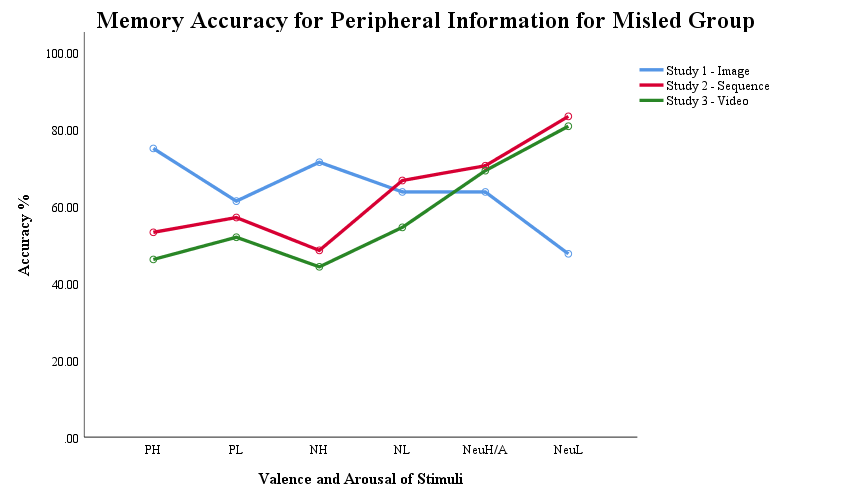 Memory Accuracy for Peripheral Information for Misled Group
100.00
80.00
60.00
40.00
20.00
.00
Accuracy %
PH PL NH NL NeuH/A NeuL
Valence and Arousal of Stimuli
Study 1 - Image
Study 2 - Sequence
Study 3 - Video